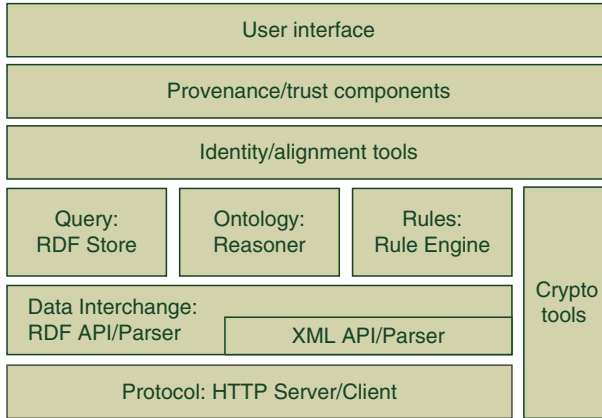 User interface
Provenance/trust components
Identity/alignment tools
Query:
RDF Store
Ontology:
Reasoner
Rules:
Rule Engine
Crypto
tools
Data Interchange:
RDF API/Parser
XML API/Parser
Protocol: HTTP Server/Client